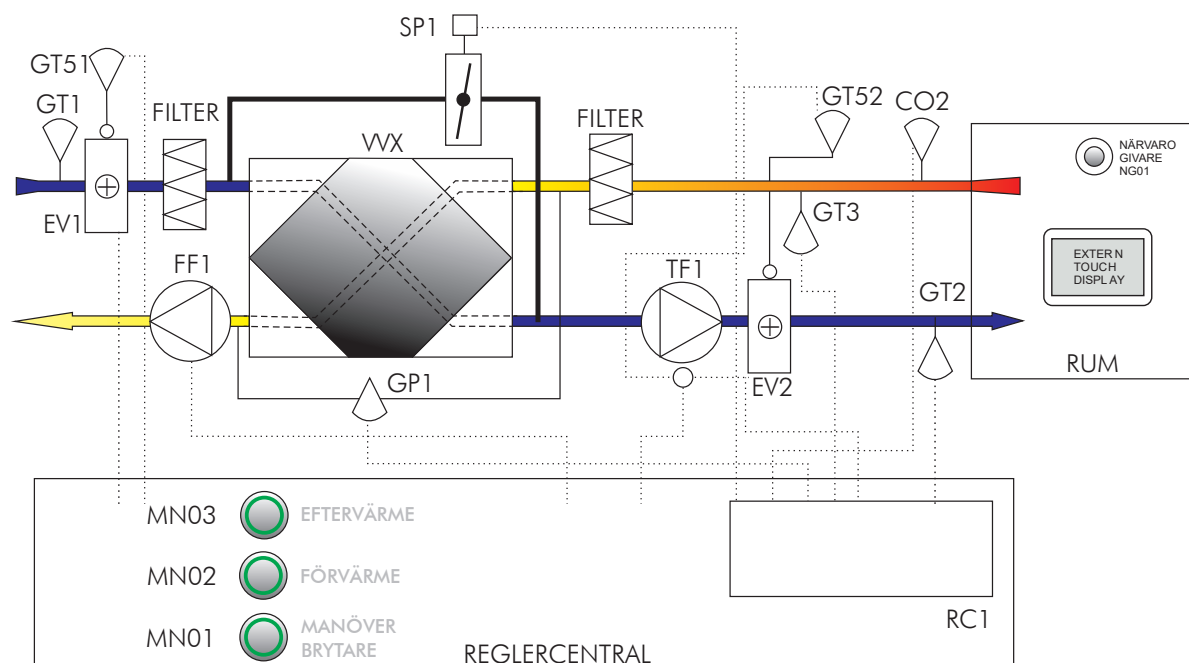 SP1
GT51
GT1
FILTER
VVX
FILTER
GT52
CO2
NÄRVARO
GIVARE
NG01
EV1
GT3
EXTERN
TOUCH
DISPLAY
FF1
TF1
GT2
GP1
EV2
RUM
MN03
EFTERVÄRME
MN02
FÖRVÄRME
MN01
MANÖVER
BRYTARE
RC1
REGLERCENTRAL